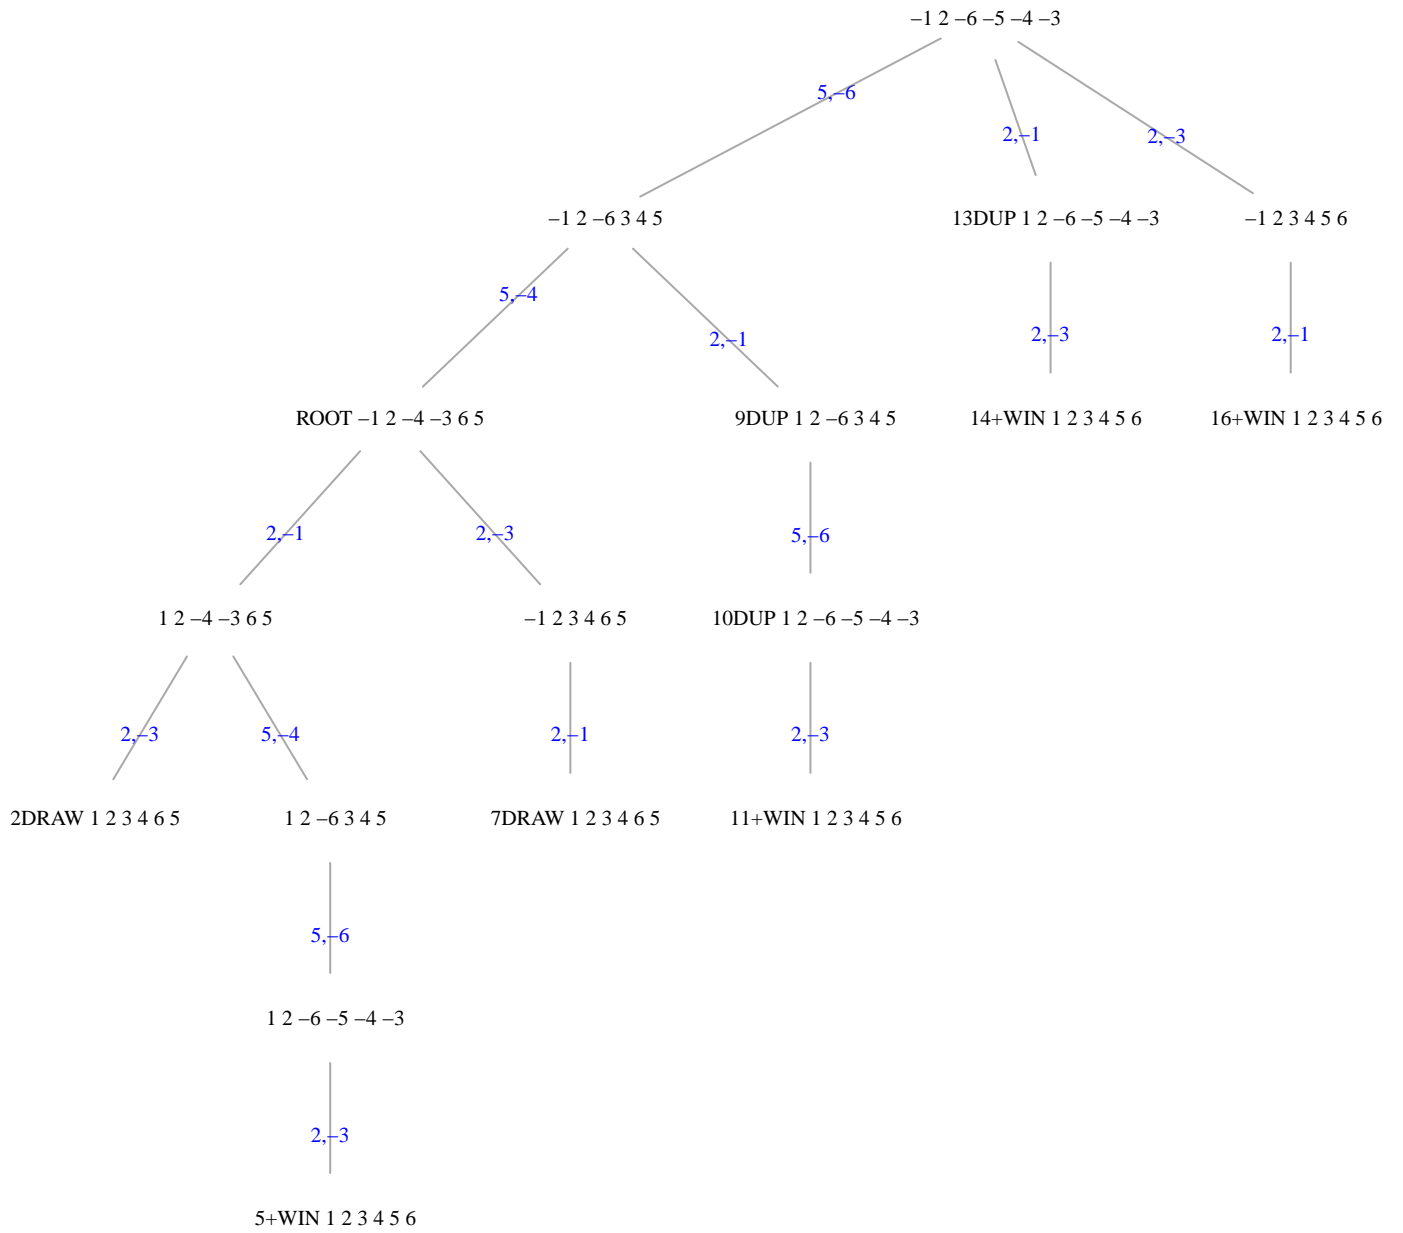 –1 2 –6 –5 –4 –3
5,–6
2,–1
2,–3
–1 2 –6 3 4 5
13DUP 1 2 –6 –5 –4 –3
–1 2 3 4 5 6
5,–4
2,–1
2,–3
2,–1
ROOT –1 2 –4 –3 6 5
9DUP 1 2 –6 3 4 5
14+WIN 1 2 3 4 5 6
16+WIN 1 2 3 4 5 6
2,–1
2,–3
5,–6
1 2 –4 –3 6 5
–1 2 3 4 6 5
10DUP 1 2 –6 –5 –4 –3
2,–3
5,–4
2,–1
2,–3
2DRAW 1 2 3 4 6 5
1 2 –6 3 4 5
7DRAW 1 2 3 4 6 5
11+WIN 1 2 3 4 5 6
5,–6
1 2 –6 –5 –4 –3
2,–3
5+WIN 1 2 3 4 5 6